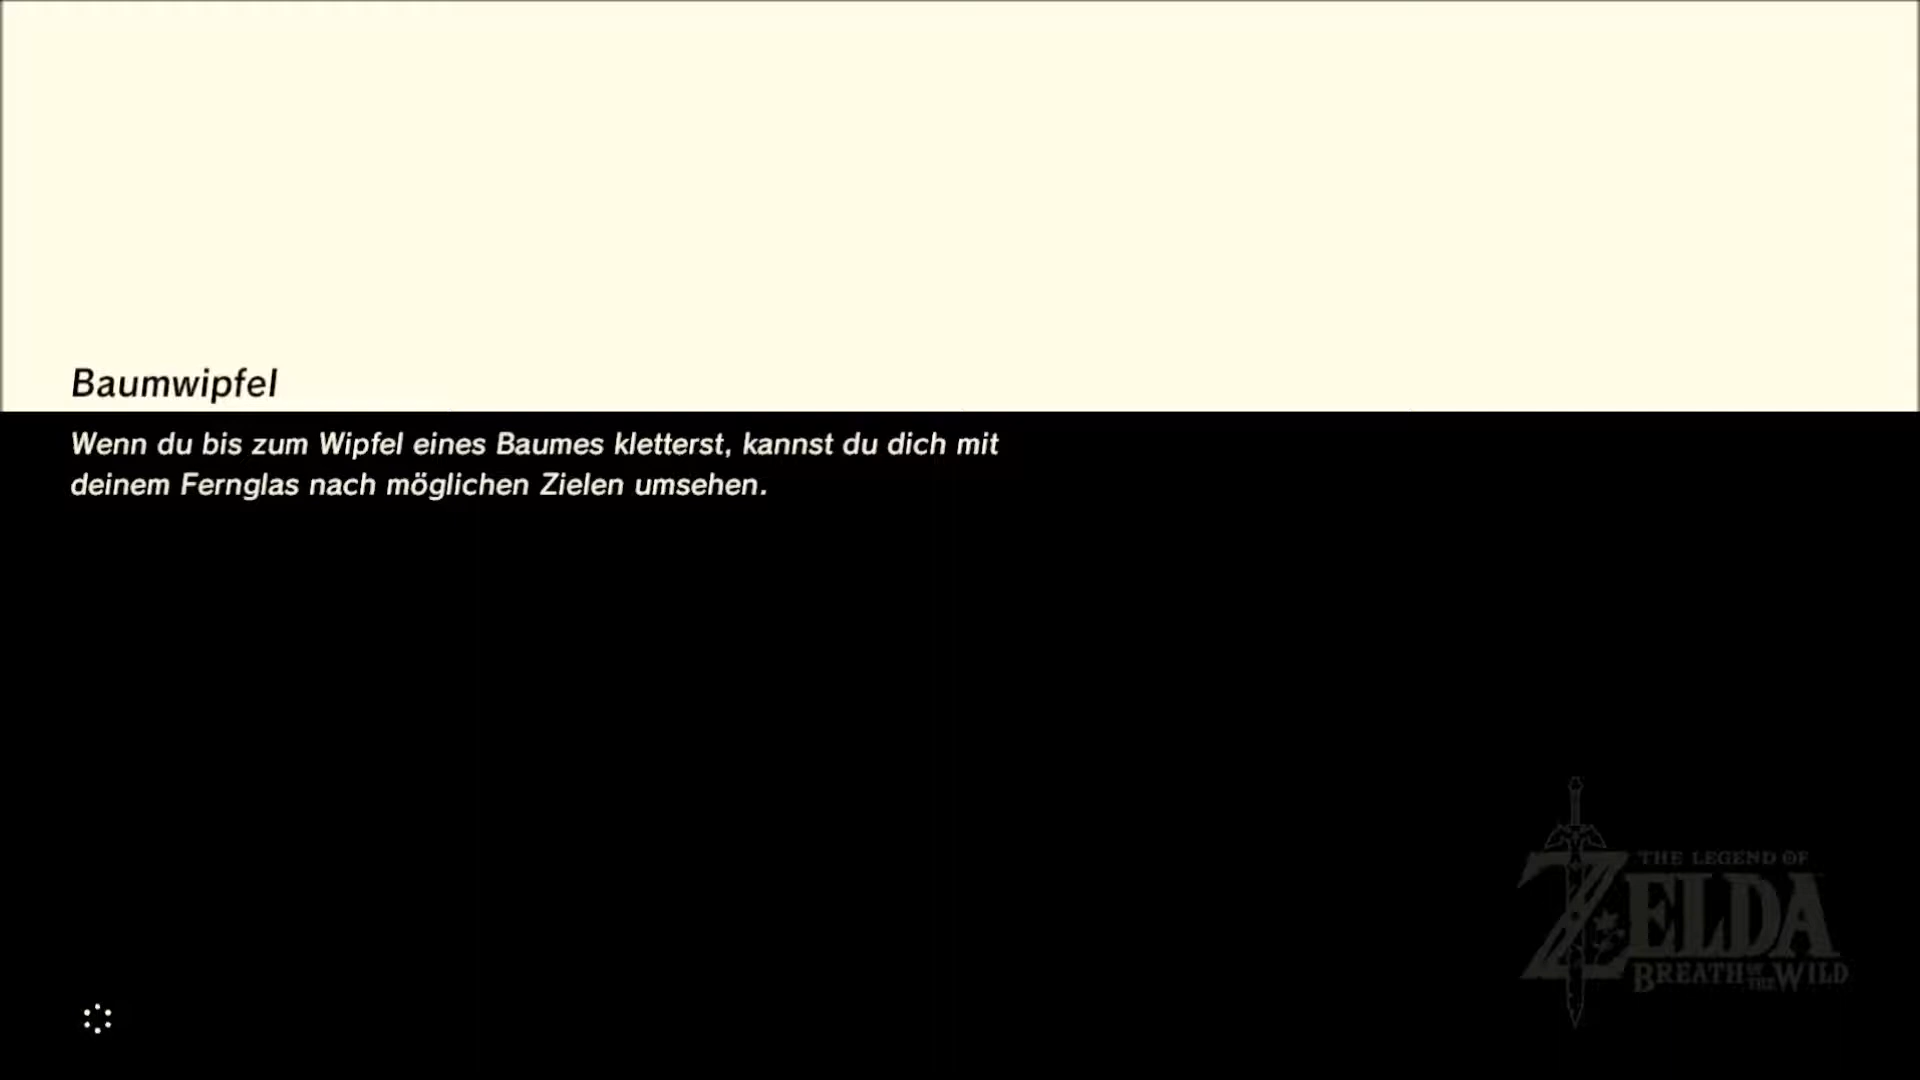 Baumwipfel
Wenn du bis zum Wipfel eines Baumes kletterst, kannst du dich mit
deinem Fernglas nach möglichen Zielen umsehen.
THE LEGEND OF
ZELDA
BREATH OF THE WILD